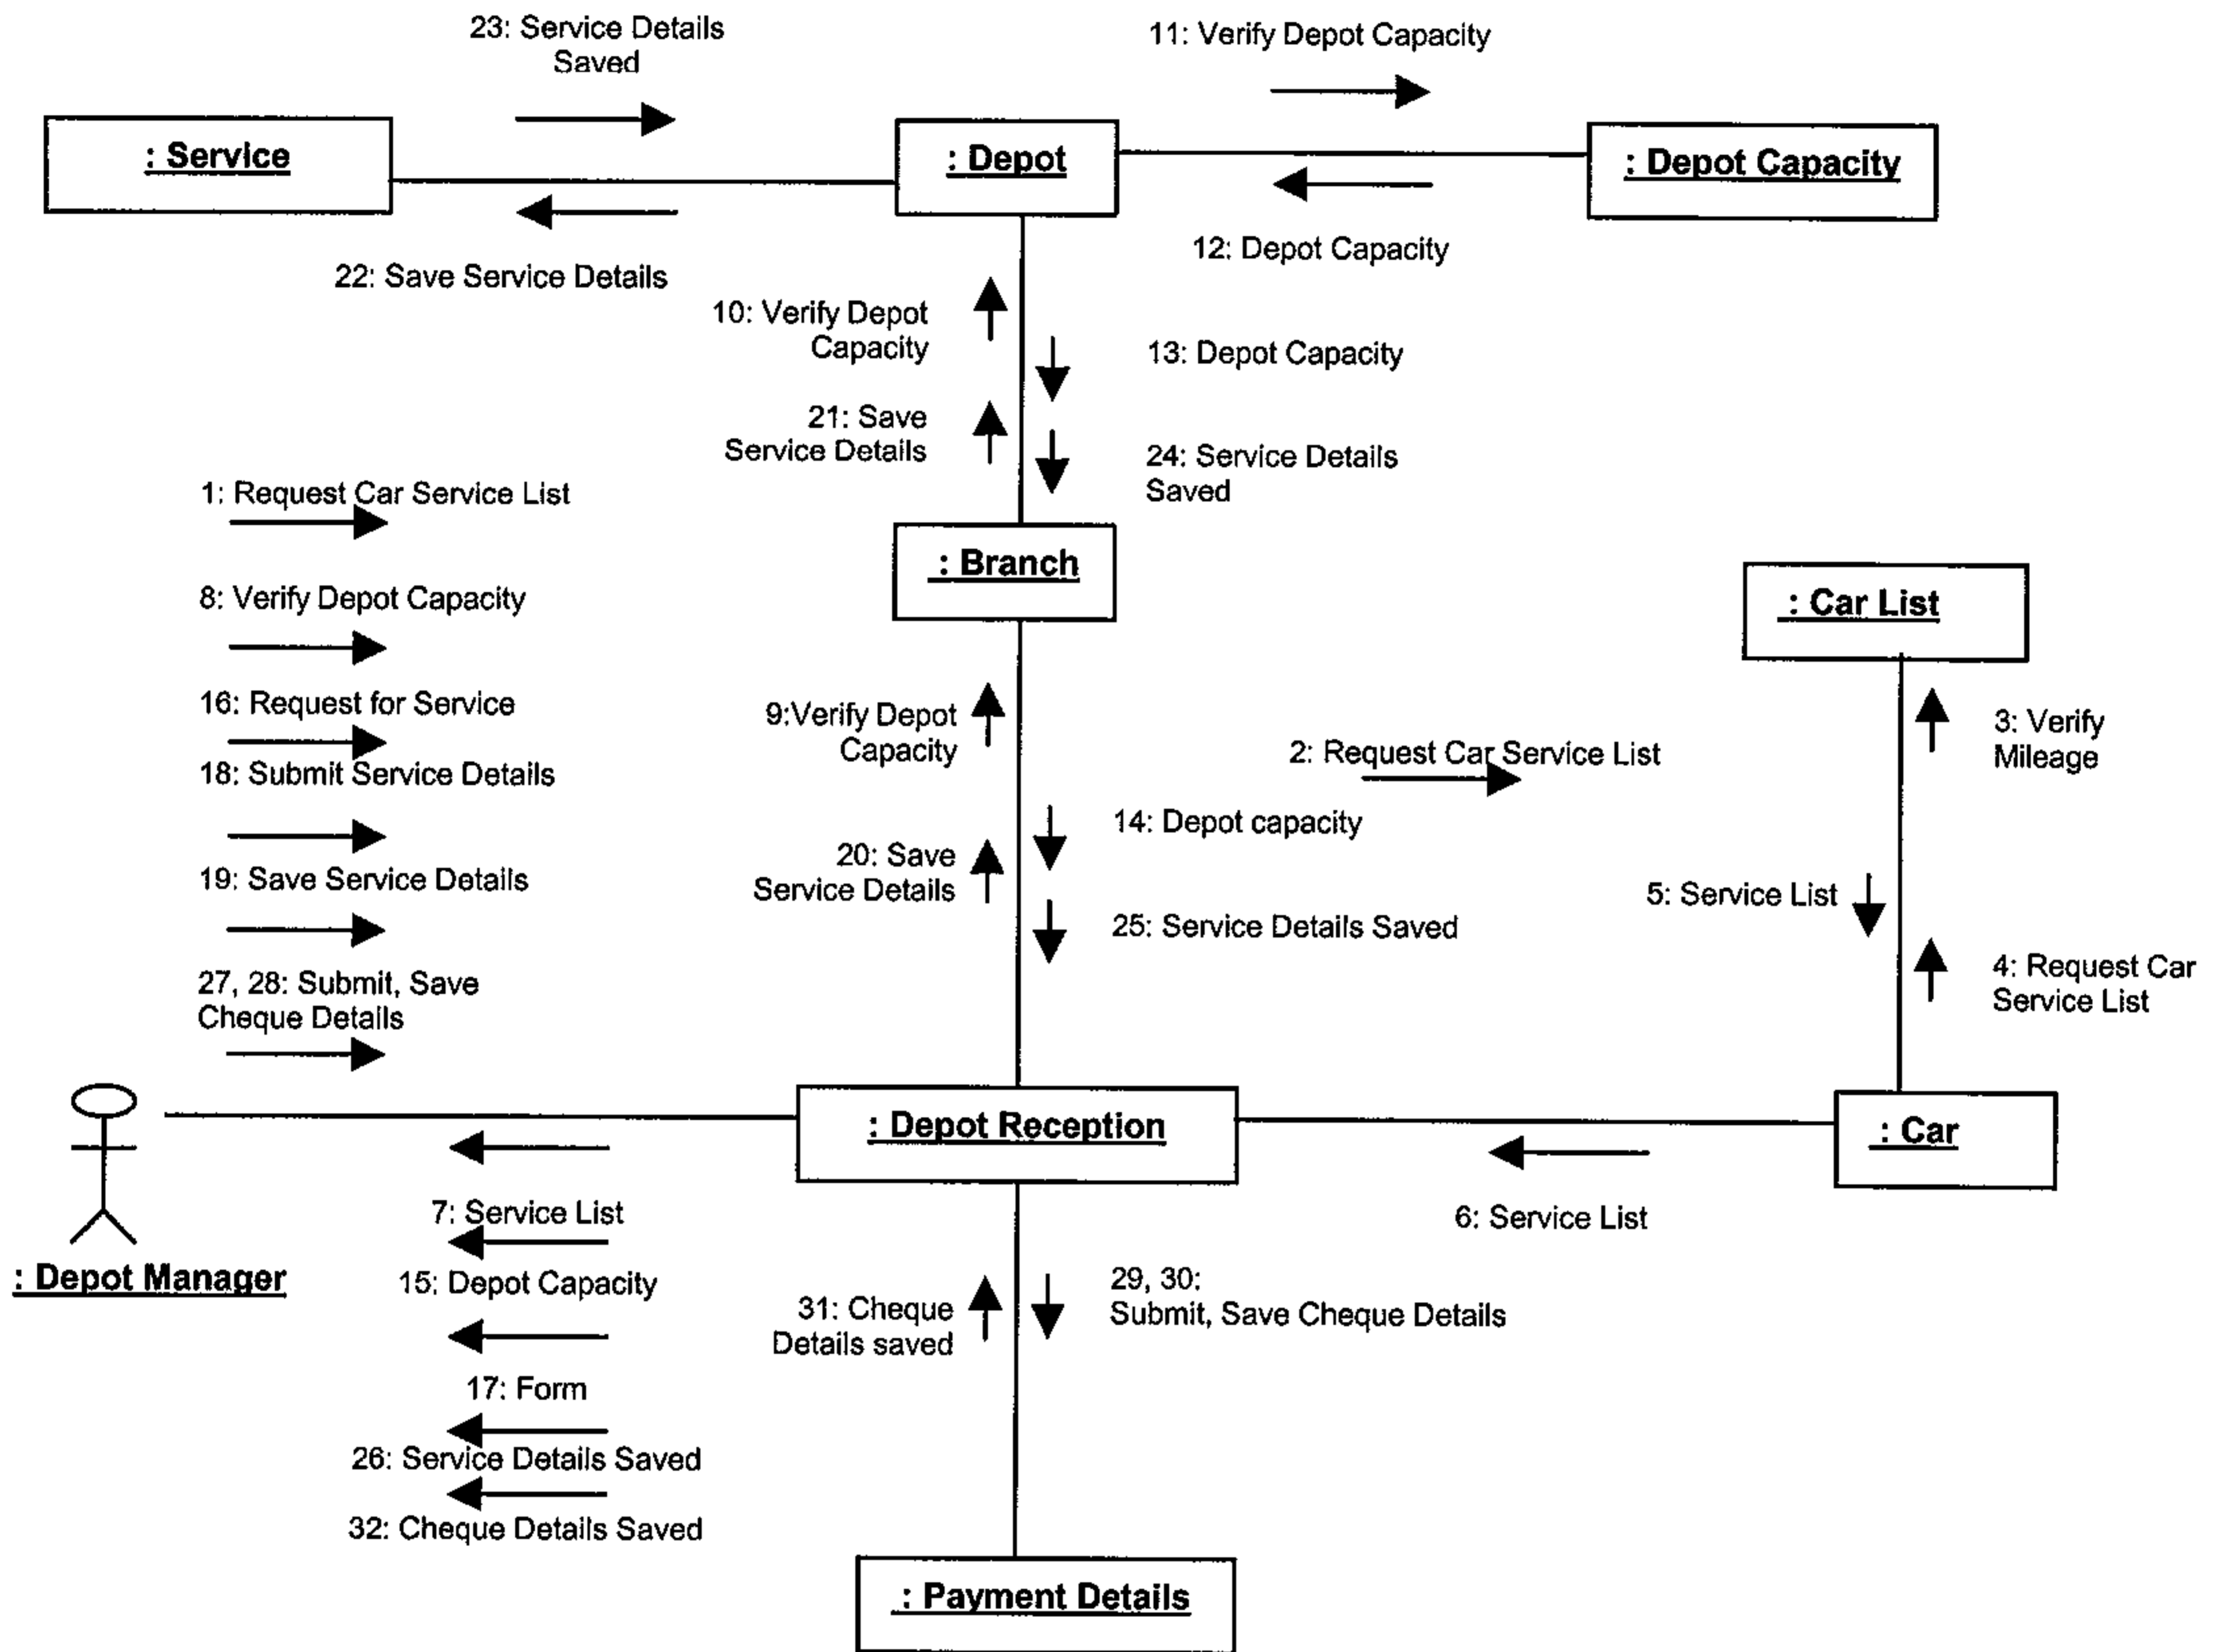 23: Service Details
Saved
11: Verify Depot Capacity
: Service
: Depot
: Depot Capacity
22: Save Service Details
12: Depot Capacity
10: Verify Depot
Capacity
13: Depot Capacity
21: Save
Service Details
24: Service Details
Saved
1: Request Car Service List
: Branch
8: Verify Depot Capacity
: Car List
16: Request for Service
9:Verify Depot
Capacity
3: Verify
Mileage
2: Request Car Service List
18: Submit Service Details
14: Depot capacity
20: Save
Service Details
19: Save Service Details
5: Service List
25: Service Details Saved
4: Request Car
Service List
27, 28: Submit, Save
Cheque Details
: Depot Reception
: Car
7: Service List
6: Service List
: Depot Manager
15: Depot Capacity
29, 30:
Submit, Save Cheque Details
31: Cheque
Details saved
17: Form
26: Service Details Saved
32: Cheque Details Saved
: Payment Details